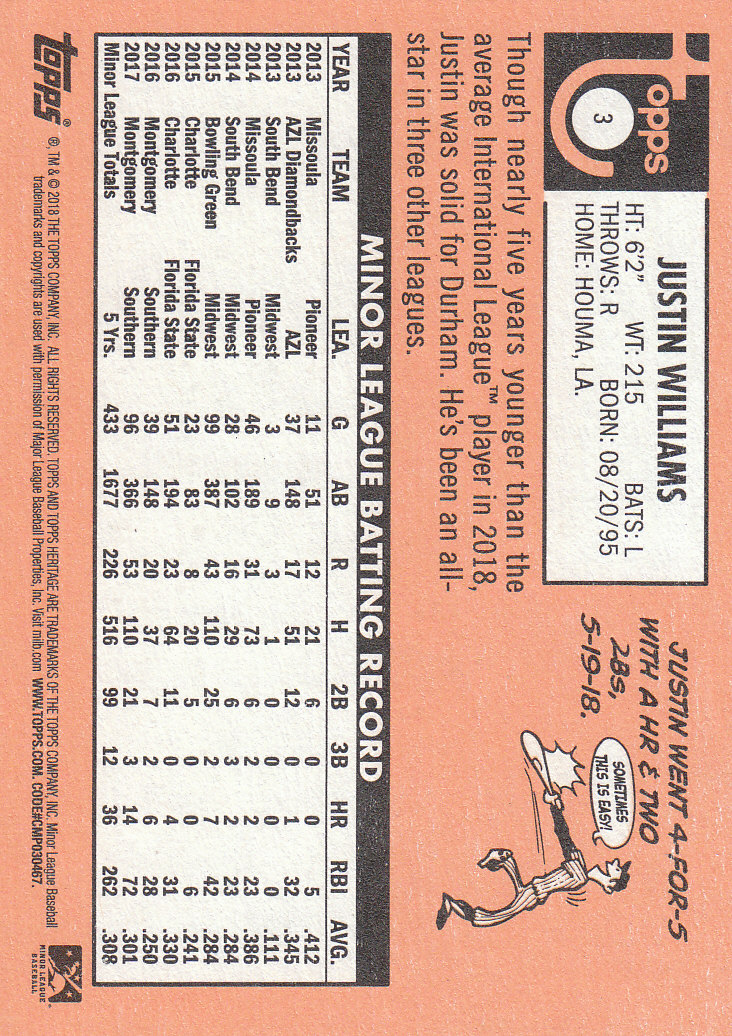 topps
3
JUSTIN WILLIAMS
HT: 6'2" WT: 215 BATS: L
THROWS: R BORN: 08/20/95
HOME: HOUMA, LA.
JUSTIN WENT 4-FOR-5
WITH A HR & TWO
2BS,
5-19-18.
SOMETIMES
THIS IS EASY!
Though nearly five years younger than the
average International League™ player in 2018,
Justin was solid for Durham. He's been an all-
star in three other leagues.
MINOR LEAGUE BATTING RECORD
YEAR TEAM LEA. G AB R H 2B 3B HR RBI AVG.
2013 Missoula Pioneer 11 51 12 21 6 0 0 5 .412
2013 AZL Diamondbacks AZL 37 148 17 51 12 0 1 32 .345
2013 South Bend Midwest 3 9 3 1 0 0 0 0 .111
2014 Missoula Pioneer 46 189 31 73 6 2 2 23 .386
2014 South Bend Midwest 28 102 16 29 6 3 2 23 .284
2015 Bowling Green Midwest 99 387 43 110 25 2 7 42 .284
2015 Charlotte Florida State 23 83 8 20 5 0 0 6 .241
2016 Charlotte Florida State 51 194 23 64 11 0 4 31 .330
2016 Montgomery Southern 39 148 20 37 7 2 6 28 .250
2017 Montgomery Southern 96 366 53 110 21 3 14 72 .301
Minor League Totals 5 Yrs. 433 1677 226 516 99 12 36 262 .308
topps® ®, TM & © 2018 THE TOPPS COMPANY, INC. ALL RIGHTS RESERVED. TOPPS AND TOPPS HERITAGE ARE TRADEMARKS OF THE TOPPS COMPANY, INC. Minor League Baseball
trademarks and copyrights are used with permission of Major League Baseball Properties, Inc. Visit milb.com WWW.TOPPS.COM. CODE#CMP030467.
MINOR LEAGUE
BASEBALL